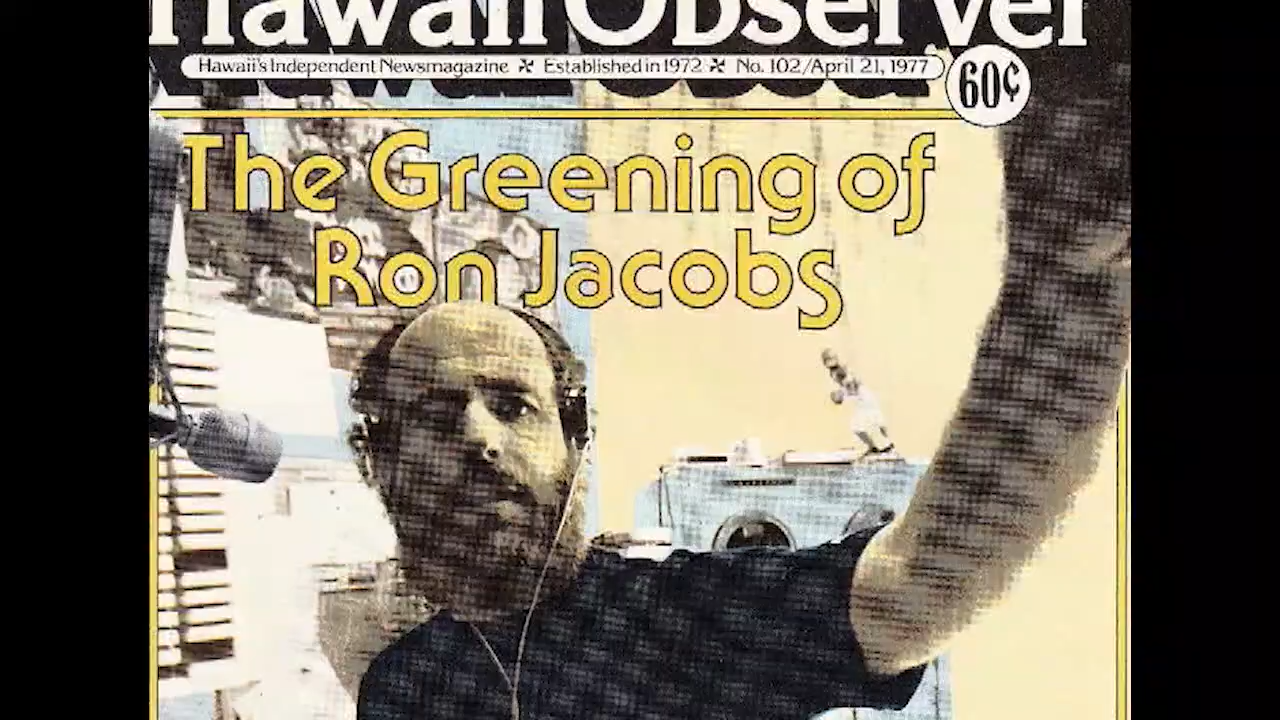 Hawaii Observer
Hawaii's Independent Newsmagazine ✕ Established in 1972 ✕ No. 102/April 21, 1977
60¢
The Greening of
Ron Jacobs